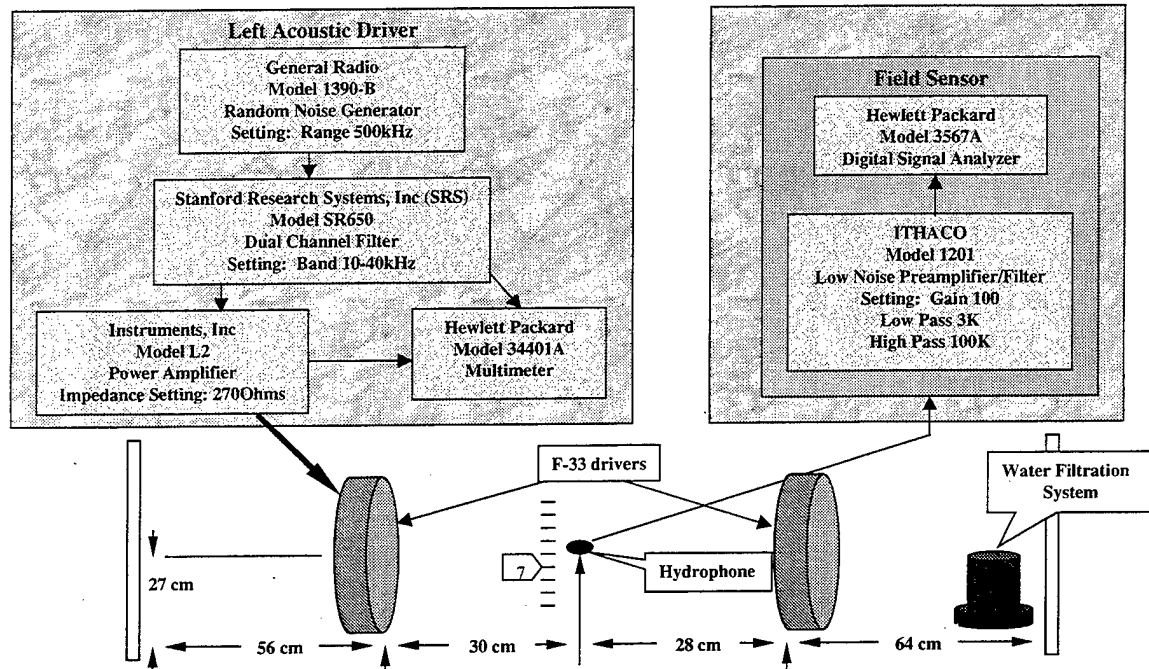 Left Acoustic Driver
General Radio
Model 1390-B
Random Noise Generator
Setting: Range 500kHz
Stanford Research Systems, Inc (SRS)
Model SR650
Dual Channel Filter
Setting: Band 10-40kHz
Instruments, Inc
Model L2
Power Amplifier
Impedance Setting: 270Ohms
Hewlett Packard
Model 34401A
Multimeter
Field Sensor
Hewlett Packard
Model 3567A
Digital Signal Analyzer
ITHACO
Model 1201
Low Noise Preamplifier/Filter
Setting: Gain 100
Low Pass 3K
High Pass 100K
F-33 drivers
Water Filtration
System
7
Hydrophone
27 cm
56 cm
30 cm
28 cm
64 cm